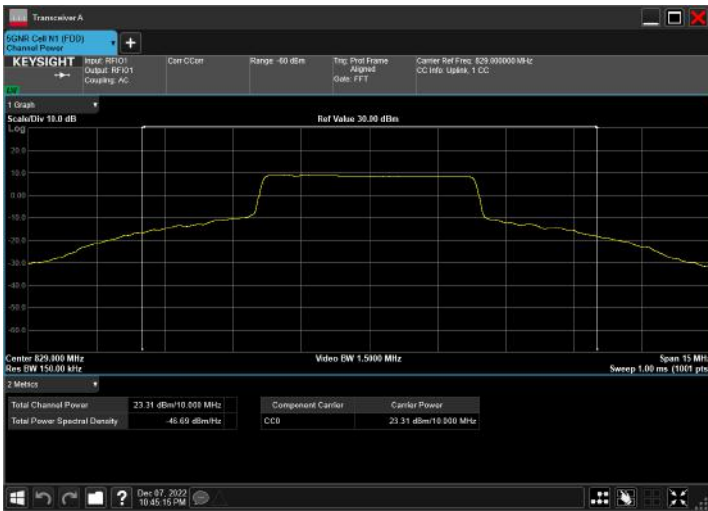 Transceiver A
5GNR Cell N1 (FDD)
Channel Power
KEYSIGHT
Input: RFIO1
Output: RFIO1
Coupling: AC
Corr CCorr
Range -60 dBm
Trig: Prot Frame
Aligned
Gate: FFT
Carrier Ref Freq: 829.000000 MHz
CC Info: Uplink, 1 CC
1 Graph
Scale/Div 10.0 dB
Ref Value 30.00 dBm
Log
20.0
10.0
0.00
-10.0
-20.0
-30.0
-40.0
-50.0
-60.0
Center 829.000 MHz
Video BW 1.5000 MHz
Span 15 MH
Res BW 150.00 kHz
Sweep 1.00 ms (1001 pts
2 Metrics
Total Channel Power 23.31 dBm/10.000 MHz
Total Power Spectral Density -46.69 dBm/Hz
Component Carrier Carrier Power
CC0 23.31 dBm/10.000 MHz
Dec 07, 2022
10:45:15 PM